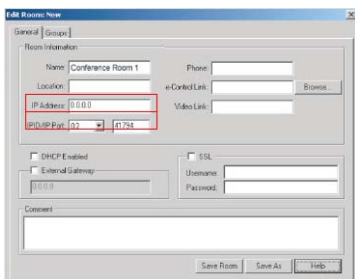 Edit Room: New
General Groups
Room Information
Name: Conference Room 1 Phone:
Location: e-Control Link: Browse...
IP Address: 0.0.0.0 Video Link:
IPID/IP Port: 02 41794
DHCP Enabled SSL
External Gateway Username:
0.0.0.0 Password:
Comment
Save Room Save As Help